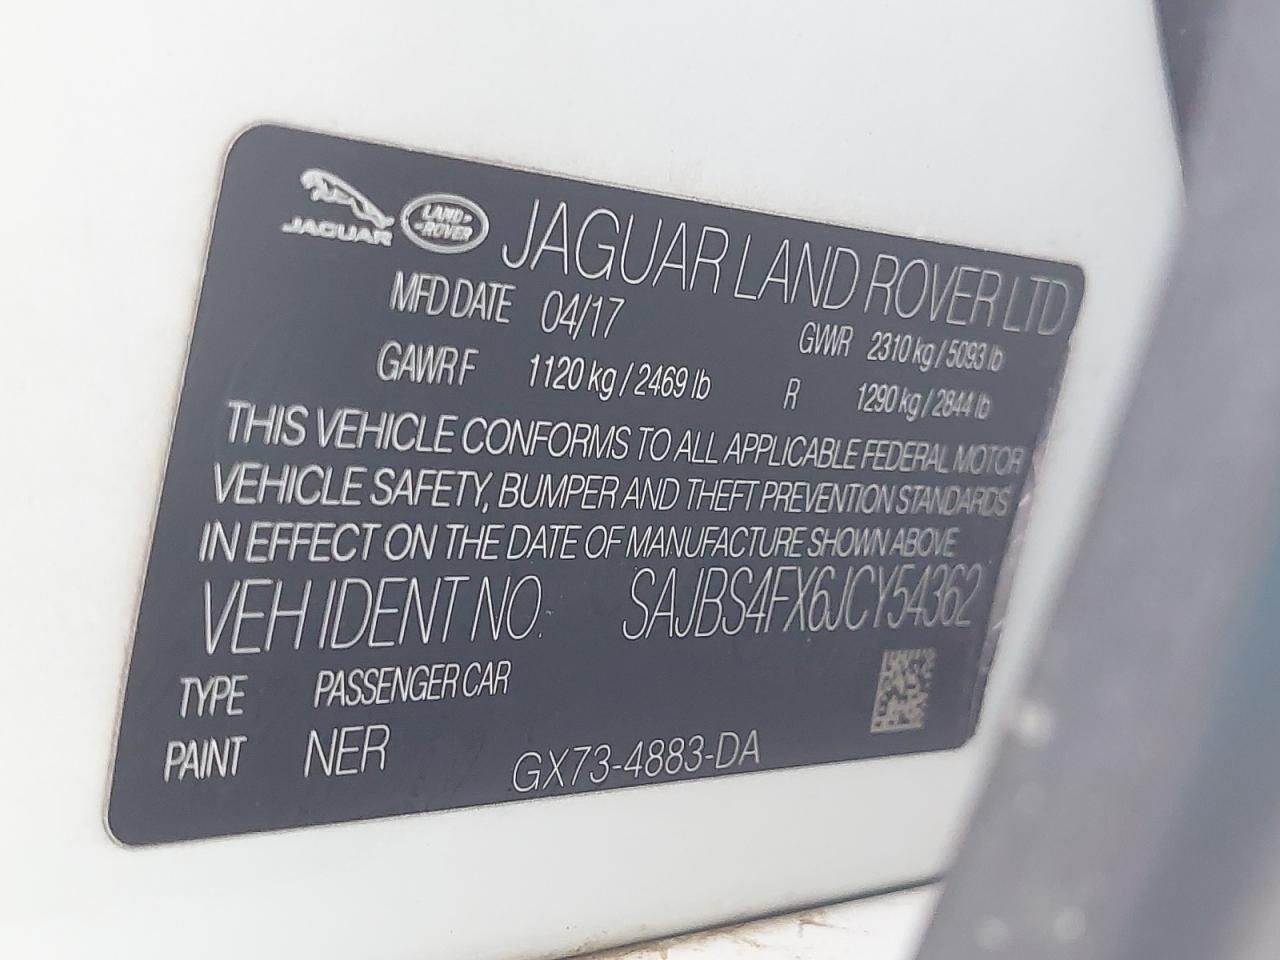 JAGUAR LAND-ROVER JAGUAR LAND ROVER LTD
MFD DATE 04/17 GVWR 2310 kg / 5093 lb
GAWR F 1120 kg / 2469 lb R 1290 kg / 2844 lb
THIS VEHICLE CONFORMS TO ALL APPLICABLE FEDERAL MOTOR
VEHICLE SAFETY, BUMPER AND THEFT PREVENTION STANDARDS
IN EFFECT ON THE DATE OF MANUFACTURE SHOWN ABOVE
VEH IDENT NO. SAJBS4FX6JCY54362
TYPE PASSENGER CAR
PAINT NER GX73-4883-DA